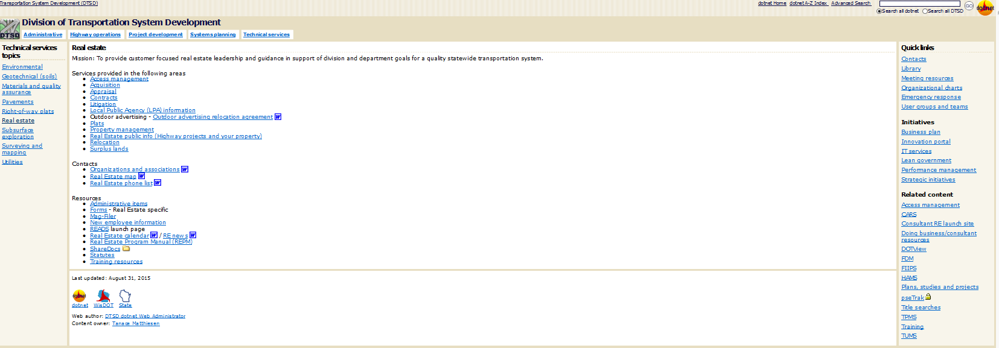 Transportation System Development (DTSD)
dotnet Home dotnet A-Z Index Advanced Search
GO
dotnet
Search all dotnet Search all DTSD
DTSD
Division of Transportation System Development
Administrative Highway operations Project development Systems planning Technical services
Technical services
topics
Environmental
Geotechnical (soils)
Materials and quality
assurance
Pavements
Right-of-way plats
Real estate
Subsurface
exploration
Surveying and
mapping
Utilities
Real estate
Mission: To provide customer focused real estate leadership and guidance in support of division and department goals for a quality statewide transportation system.
Services provided in the following areas
Access management
Acquisition
Appraisal
Contracts
Litigation
Local Public Agency (LPA) information
Outdoor advertising - Outdoor advertising relocation agreement W
Plats
Property management
Real Estate public info (Highway projects and your property)
Relocation
Surplus lands
Contacts
Organizations and associations W
Real Estate map W
Real Estate phone list W
Resources
Administrative items
Forms - Real Estate specific
Mag-Filer
New employee information
READS launch page
Real Estate calendar W / RE news W
Real Estate Program Manual (REPM)
ShareDocs
Statutes
Training resources
Last updated: August 31, 2015
dotnet
dotnet WisDOT State
Web author: DTSD dotnet Web Administrator
Content owner: Tanace Matthiesen
Quick links
Contacts
Library
Meeting resources
Organizational charts
Emergency response
User groups and teams
Initiatives
Business plan
Innovation portal
IT services
Lean government
Performance management
Strategic initiatives
Related content
Access management
CARS
Consultant RE launch site
Doing business/consultant
resources
DOTView
FDM
FIIPS
HAMS
Plans, studies and projects
pseTrak
Title searches
TPMS
Training
TUMS